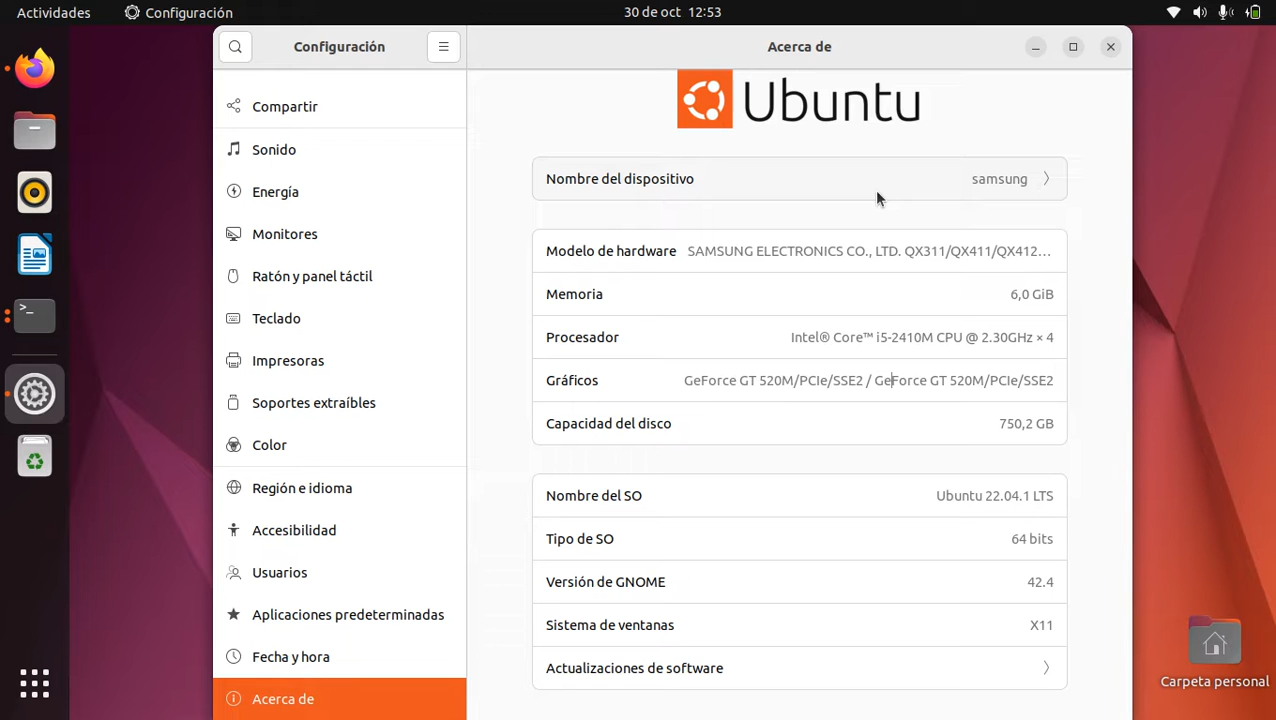 Actividades Configuración 30 de oct 12:53
Configuración Acerca de
Ubuntu
Compartir
Sonido
Energía
Monitores
Ratón y panel táctil
Teclado
Impresoras
Soportes extraíbles
Color
Región e idioma
Accesibilidad
Usuarios
Aplicaciones predeterminadas
Fecha y hora
Acerca de
Nombre del dispositivo samsung
Modelo de hardware SAMSUNG ELECTRONICS CO., LTD. QX311/QX411/QX412...
Memoria 6,0 GiB
Procesador Intel® Core™ i5-2410M CPU @ 2.30GHz × 4
Gráficos GeForce GT 520M/PCIe/SSE2 / GeForce GT 520M/PCIe/SSE2
Capacidad del disco 750,2 GB
Nombre del SO Ubuntu 22.04.1 LTS
Tipo de SO 64 bits
Versión de GNOME 42.4
Sistema de ventanas X11
Actualizaciones de software
Carpeta personal